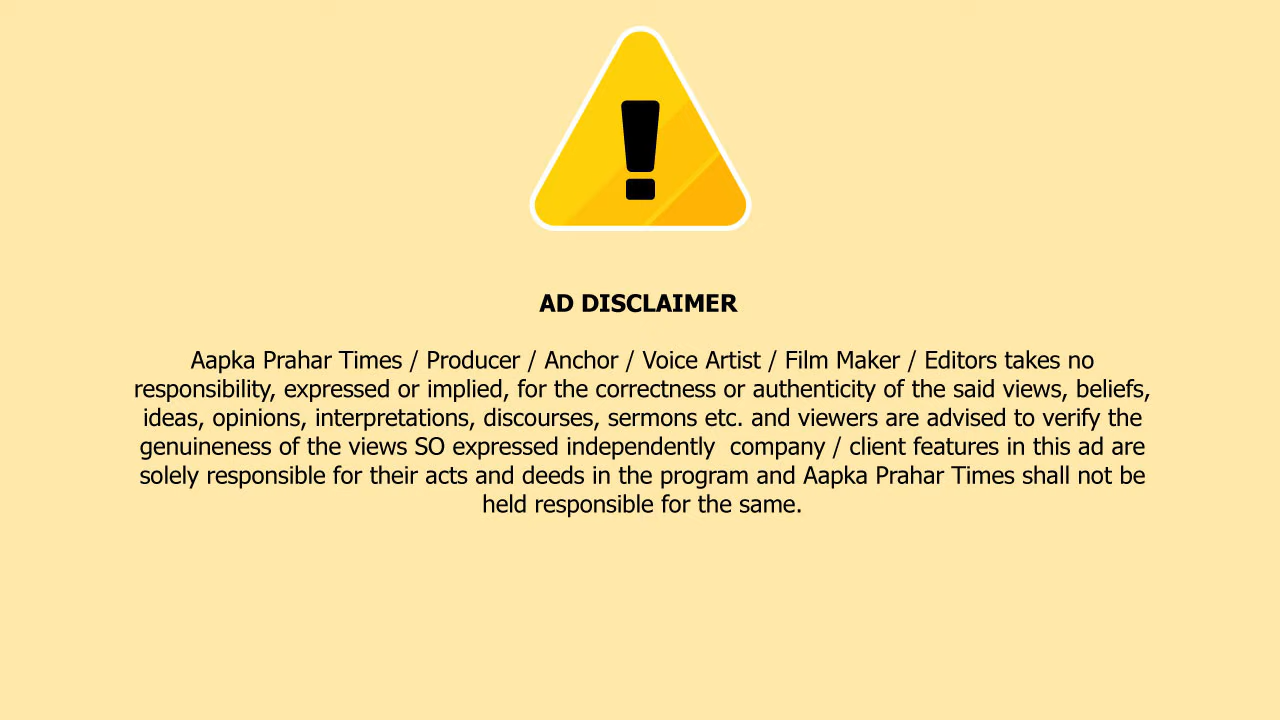 AD DISCLAIMER
Aapka Prahar Times / Producer / Anchor / Voice Artist / Film Maker / Editors takes no
responsibility, expressed or implied, for the correctness or authenticity of the said views, beliefs,
ideas, opinions, interpretations, discourses, sermons etc. and viewers are advised to verify the
genuineness of the views SO expressed independently  company / client features in this ad are
solely responsible for their acts and deeds in the program and Aapka Prahar Times shall not be
held responsible for the same.